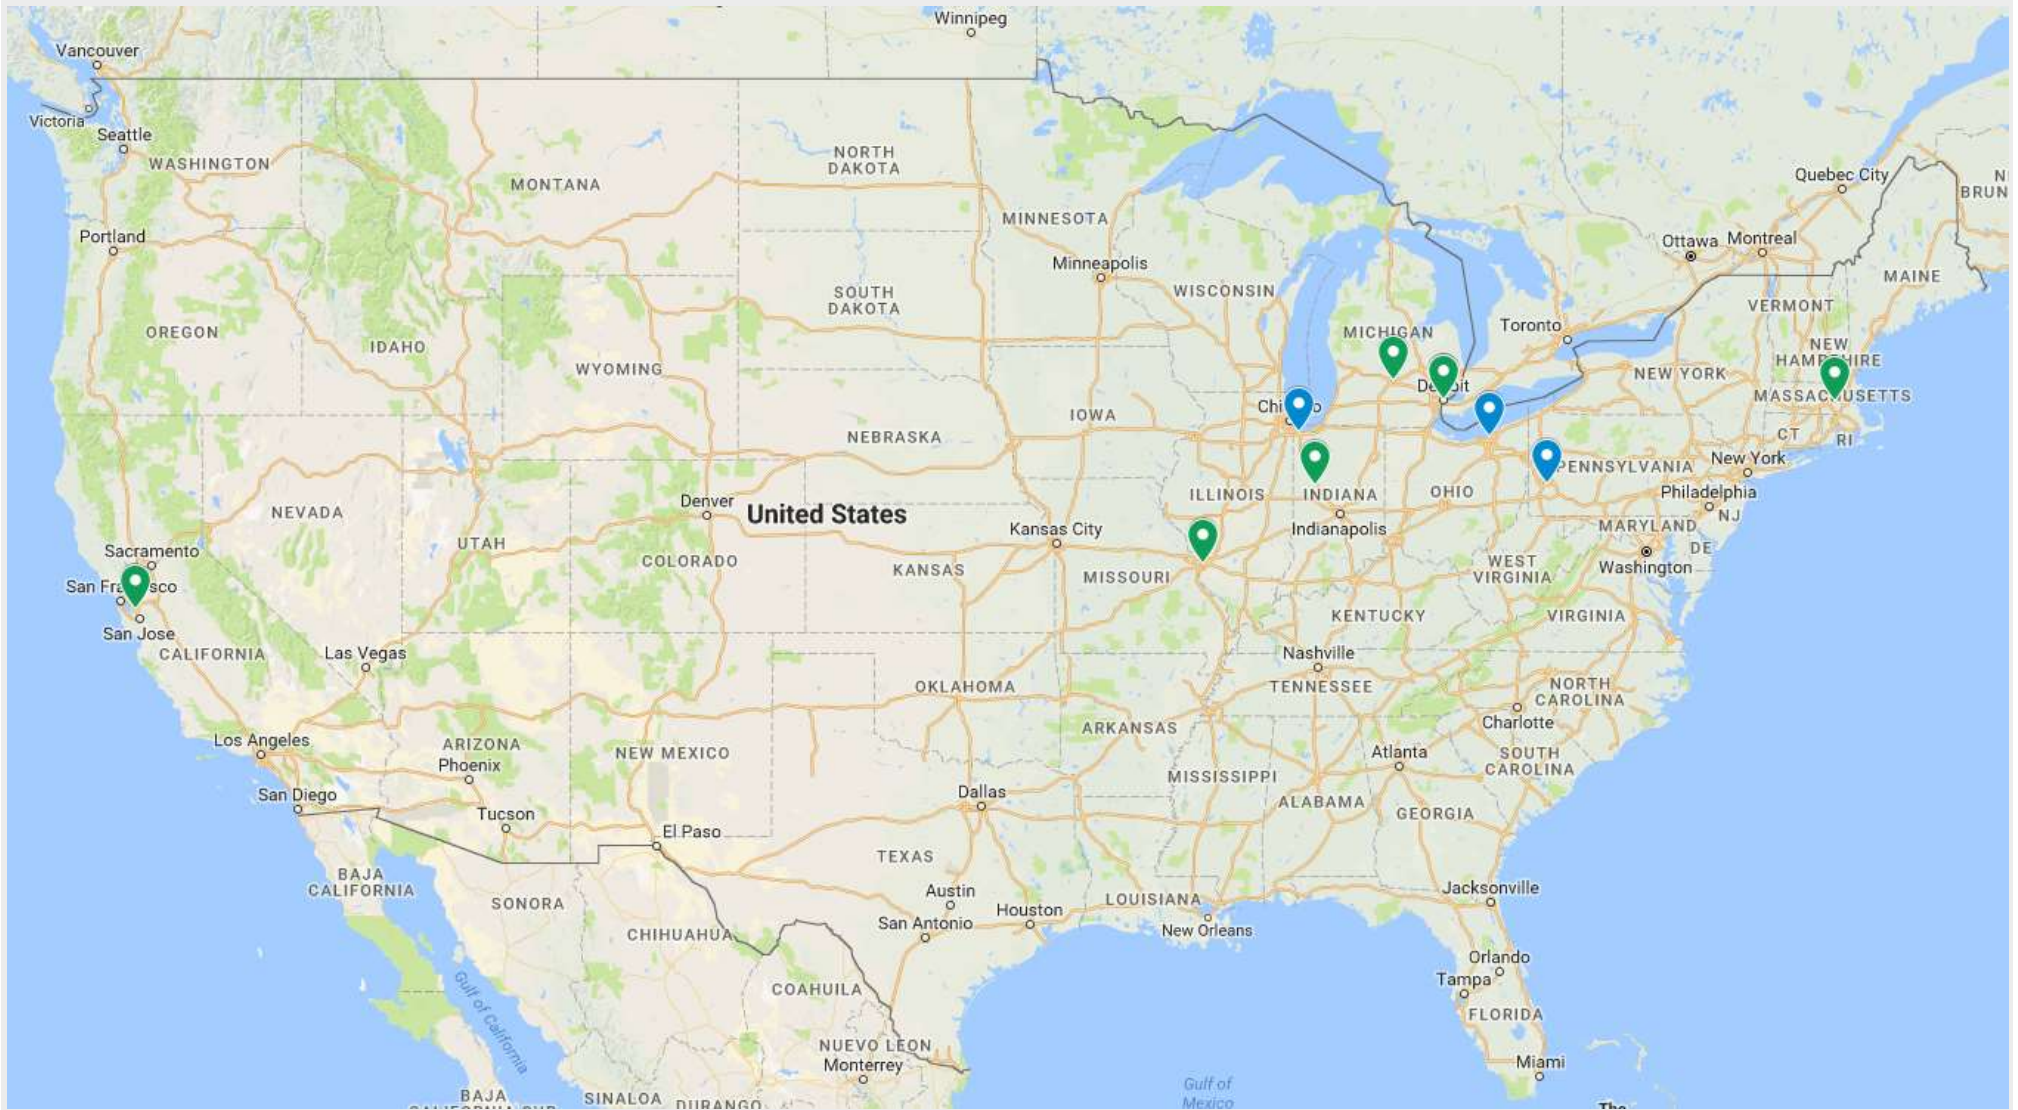 Winnipeg
Vancouver
Victoria
Seattle
WASHINGTON
NORTH
DAKOTA
MONTANA
Quebec City
BRUN
MINNESOTA
Portland
Ottawa
Montreal
Minneapolis
MAINE
WISCONSIN
SOUTH
DAKOTA
VERMONT
OREGON
IDAHO
MICHIGAN
Toronto
NEW
HAMPSHIRE
WYOMING
NEW YORK
MASSACHUSETTS
IOWA
NEBRASKA
CT
RI
PENNSYLVANIA
New York
ILLINOIS
INDIANA
OHIO
Philadelphia
NJ
Denver
United States
NEVADA
Kansas City
Indianapolis
MARYLAND
DE
Sacramento
UTAH
COLORADO
KANSAS
MISSOURI
WEST
VIRGINIA
Washington
San Jose
KENTUCKY
VIRGINIA
CALIFORNIA
Las Vegas
Nashville
OKLAHOMA
TENNESSEE
NORTH
CAROLINA
Charlotte
ARKANSAS
Los Angeles
ARIZONA
Phoenix
NEW MEXICO
Atlanta
SOUTH
CAROLINA
MISSISSIPPI
San Diego
Dallas
ALABAMA
GEORGIA
Tucson
El Paso
TEXAS
BAJA
CALIFORNIA
SONORA
Austin
Jacksonville
LOUISIANA
San Antonio
Houston
New Orleans
CHIHUAHUA
Orlando
Tampa
COAHUILA
FLORIDA
Gulf of California
NUEVO LEON
Monterrey
Miami
Gulf of
Mexico
BAJA
SINALOA
DURANGO